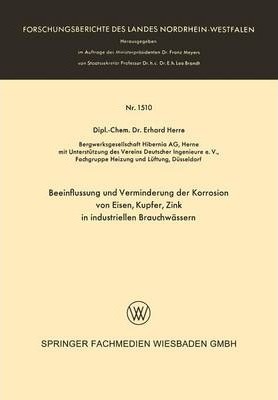 FORSCHUNGSBERICHTE DES LANDES NORDRHEIN-WESTFALEN
Herausgegeben
im Auftrage des Ministerpräsidenten Dr. Franz Meyers
von Staatssekretär Professor Dr. h. c. Dr. E. h. Leo Brandt
Nr. 1510
Dipl.-Chem. Dr. Erhard Herre
Bergwerksgesellschaft Hibernia AG, Herne
mit Unterstützung des Vereins Deutscher Ingenieure e. V.,
Fachgruppe Heizung und Lüftung, Düsseldorf
Beeinflussung und Verminderung der Korrosion
von Eisen, Kupfer, Zink
in industriellen Brauchwässern
SPRINGER FACHMEDIEN WIESBADEN GMBH